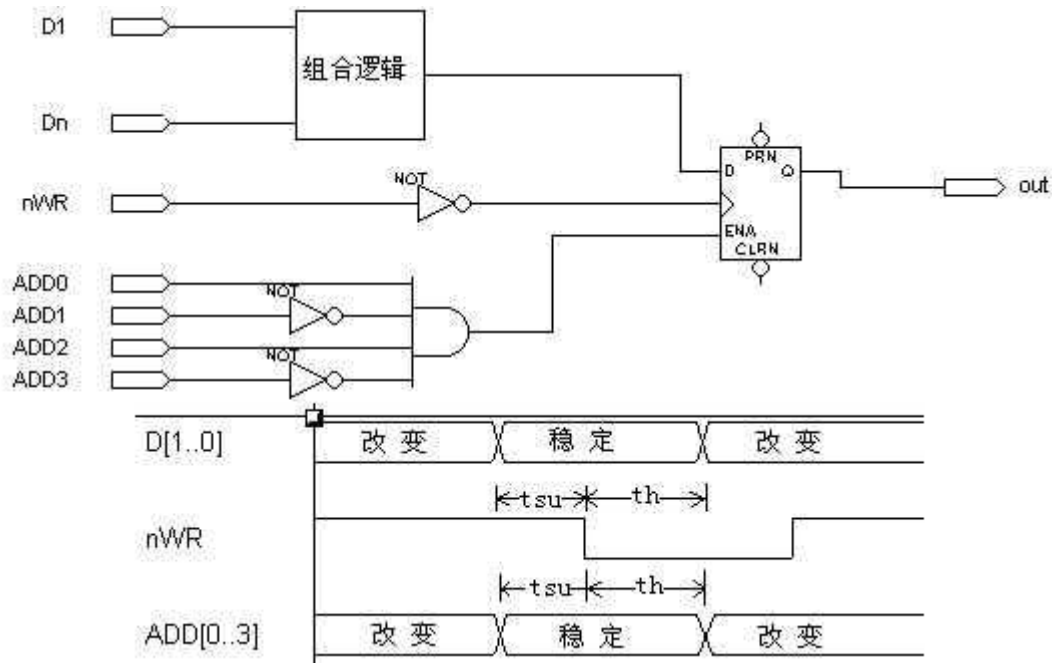 D1
组合逻辑
Dn
PRN
D
Q
out
NOT
nWR
ENA
CLRN
ADD0
NOT
ADD1
ADD2
NOT
ADD3
D[1..0]
改 变
稳 定
改 变
tsu
th
nWR
tsu
th
ADD[0..3]
改 变
稳 定
改 变